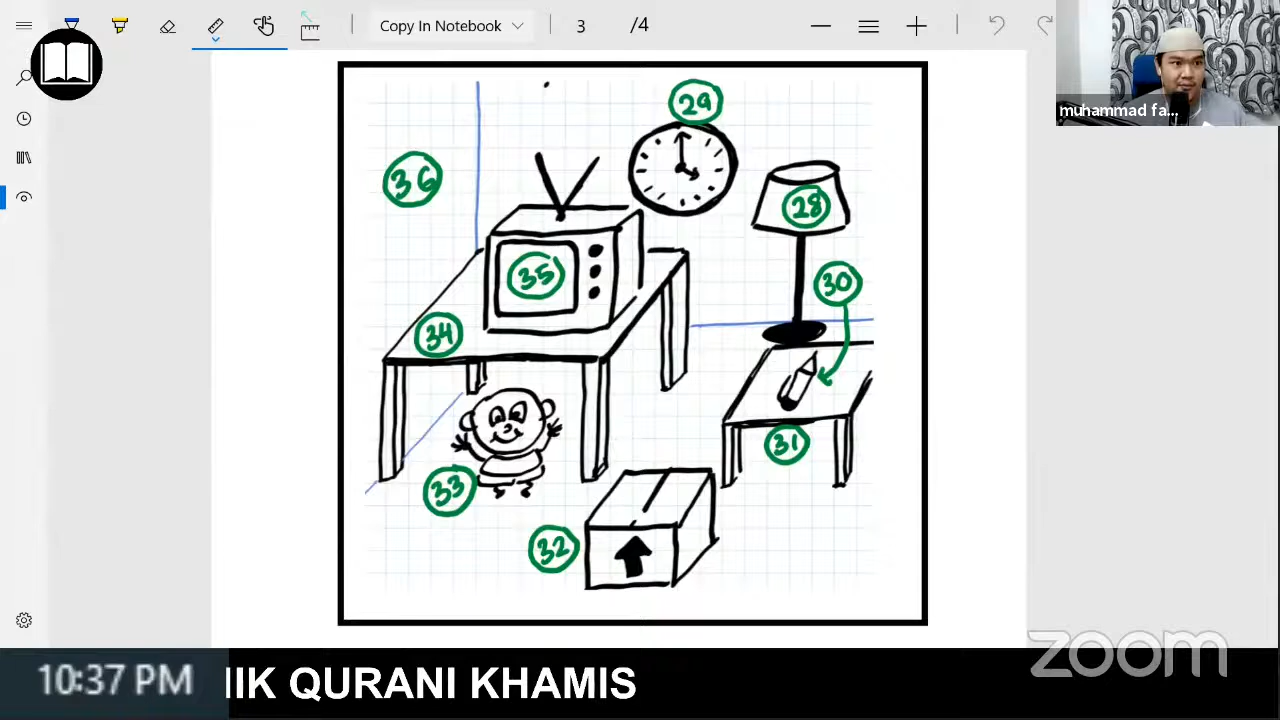 Copy In Notebook
3 /4
muhammad fa...
29
36
28
35
30
34
31
33
32
zoom
10:37 PM
IIK QURANI KHAMIS